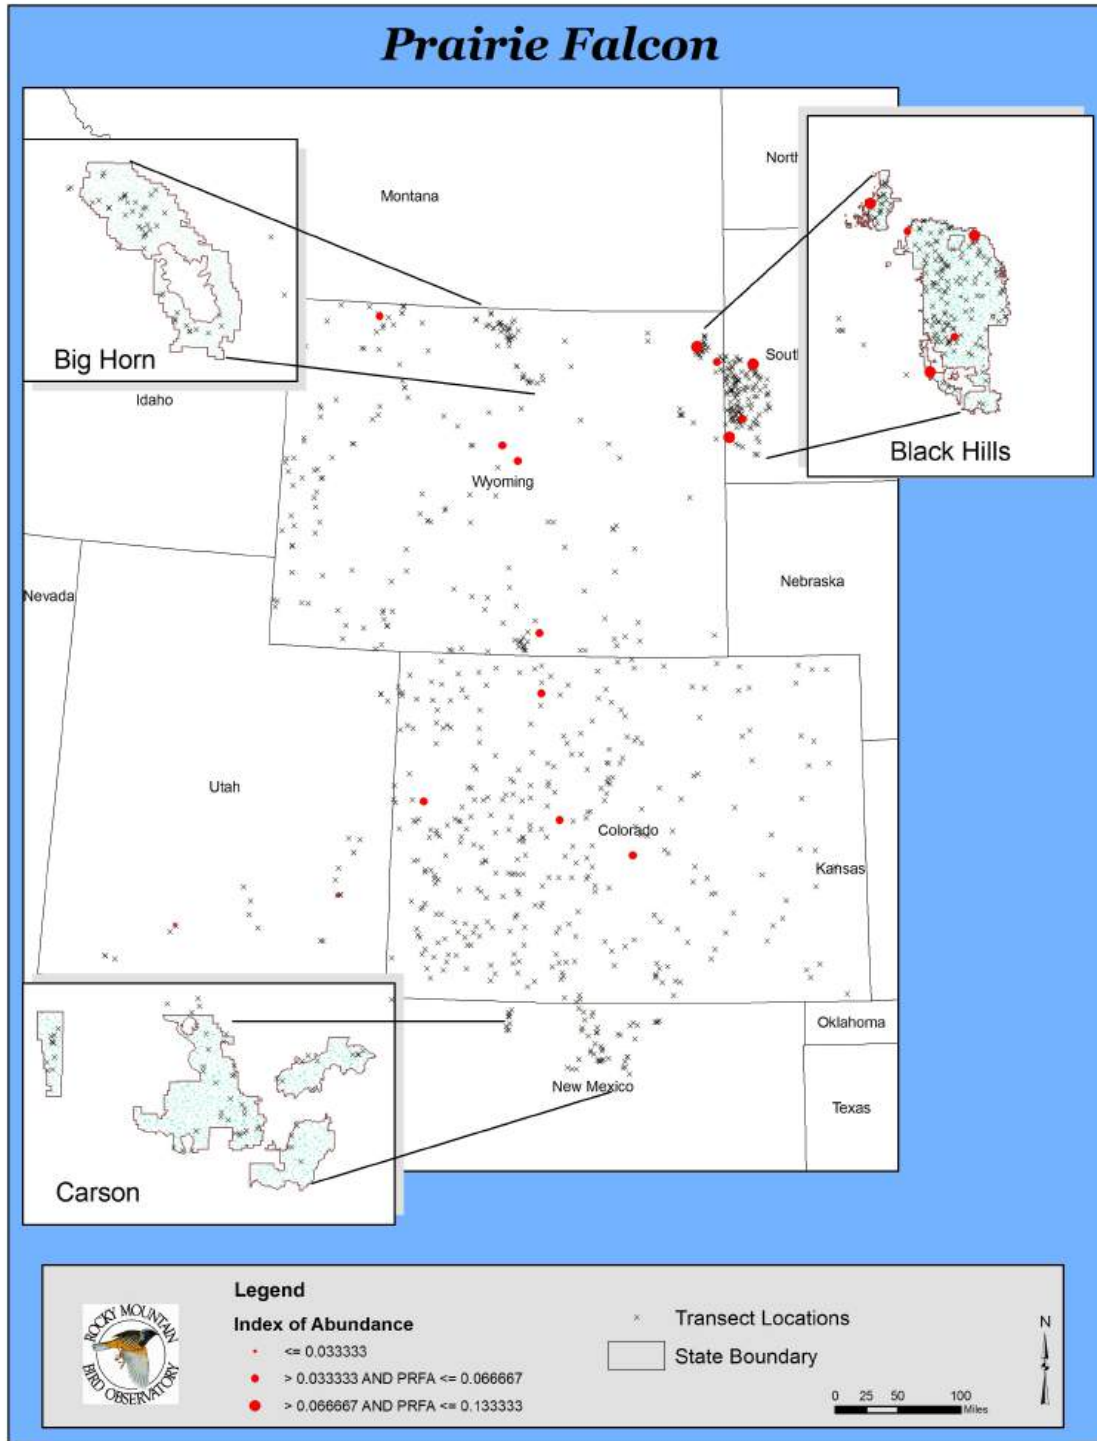 Prairie Falcon
North
Montana
South
Big Horn
Idaho
Black Hills
Wyoming
Nebraska
Nevada
Utah
Colorado
Kansas
Oklahoma
New Mexico
Texas
Carson
Legend
Index of Abundance
<= 0.033333
> 0.033333 AND PRFA <= 0.066667
> 0.066667 AND PRFA <= 0.133333
Transect Locations
State Boundary
ROCKY MOUNTAIN
BIRD OBSERVATORY
N
0 25 50 100
Miles